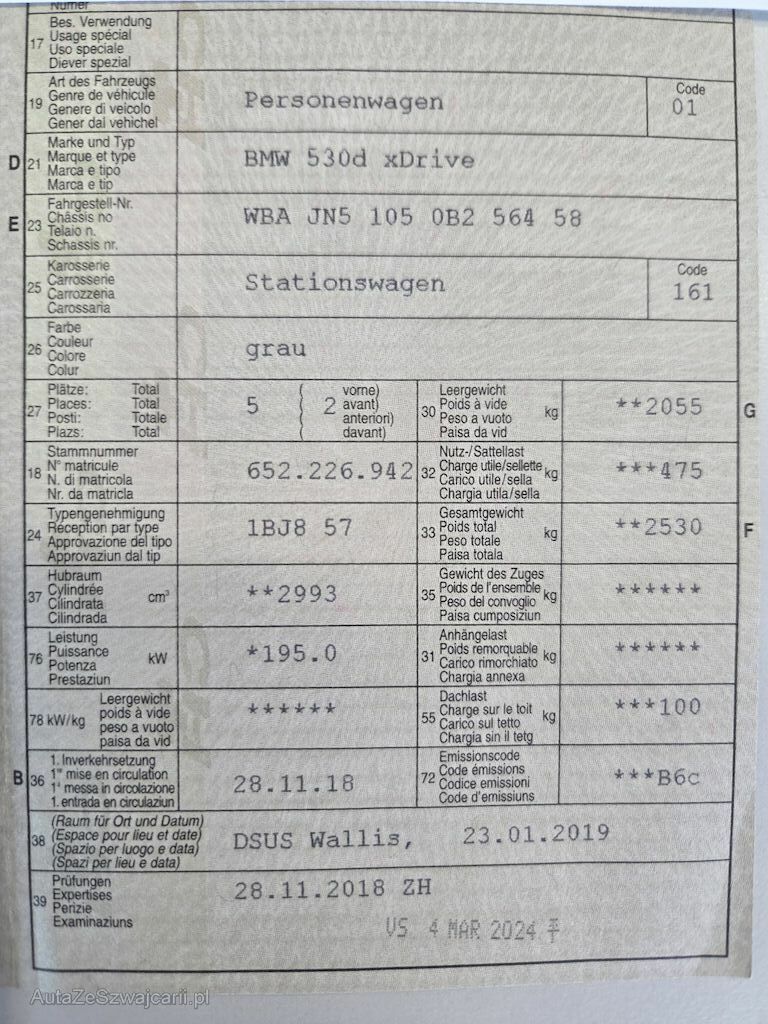 Numer
17 Bes. Verwendung
Usage spécial
Uso speciale
Diever spezial
19 Art des Fahrzeugs
Genre de véhicule
Genere di veicolo
Gener dal vehichel
Personenwagen
Code
01
D 21 Marke und Typ
Marque et type
Marca e tipo
Marca e tip
BMW 530d xDrive
E 23 Fahrgestell-Nr.
Châssis no
Telaio n.
Schassis nr.
WBA JN5 105 0B2 564 58
25 Karosserie
Carrosserie
Carrozzeria
Carossaria
Stationswagen
Code
161
26 Farbe
Couleur
Colore
Colur
grau
27 Plätze: Total
Places: Total
Posti: Totale
Plazs: Total
5 ( 2 vorne)
avant)
anteriori)
davant)
30 Leergewicht
Poids à vide
Peso a vuoto
Paisa da vid
kg **2055 G
18 Stammnummer
N° matricule
N. di matricola
Nr. da matricla
652.226.942
32 Nutz-/Sattellast
Charge utile/sellette
Carico utile/sella
Chargia utila/sella
kg ***475
24 Typengenehmigung
Réception par type
Approvazione del tipo
Approvaziun dal tip
1BJ8 57
33 Gesamtgewicht
Poids total
Peso totale
Paisa totala
kg **2530 F
37 Hubraum
Cylindrée
Cilindrata
Cilindrada
cm³ **2993
35 Gewicht des Zuges
Poids de l'ensemble
Peso del convoglio
Paisa cumposiziun
kg ******
76 Leistung
Puissance
Potenza
Prestaziun
kW *195.0
31 Anhängelast
Poids remorquable
Carico rimorchiato
Chargia annexa
kg ******
78 kW/kg Leergewicht
poids à vide
peso a vuoto
paisa da vid
******
55 Dachlast
Charge sur le toit
Carico sul tetto
Chargia sin il tetg
kg ***100
B 36 1. Inverkehrsetzung
1re mise en circulation
1a messa in circolazione
1. entrada en circulaziun
28.11.18
72 Emissionscode
Code émissions
Codice emissioni
Code d'emissiuns
***B6c
38 (Raum für Ort und Datum)
(Espace pour lieu et date)
(Spazio per luogo e data)
(Spazi per lieu e data)
DSUS Wallis, 23.01.2019
39 Prüfungen
Expertises
Perizie
Examinaziuns
28.11.2018 ZH
VS 4 MAR 2024
AutaZeSzwajcarii.pl